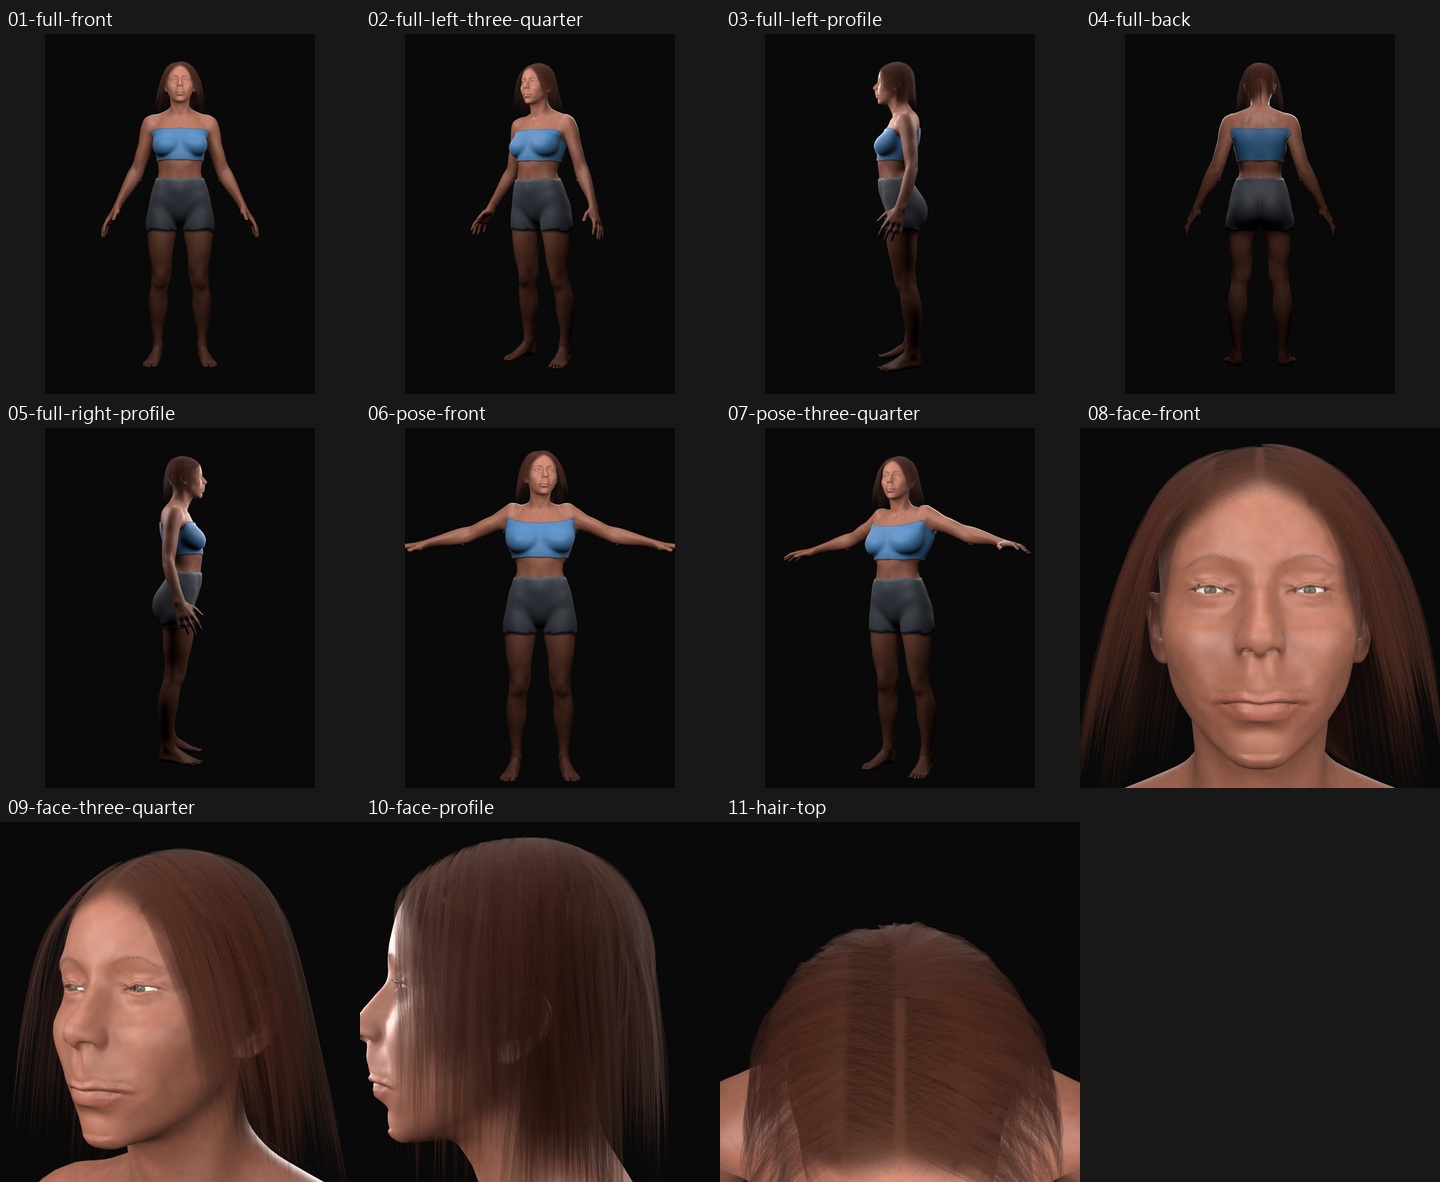 01-full-front
02-full-left-three-quarter
03-full-left-profile
04-full-back
05-full-right-profile
06-pose-front
07-pose-three-quarter
08-face-front
09-face-three-quarter
10-face-profile
11-hair-top